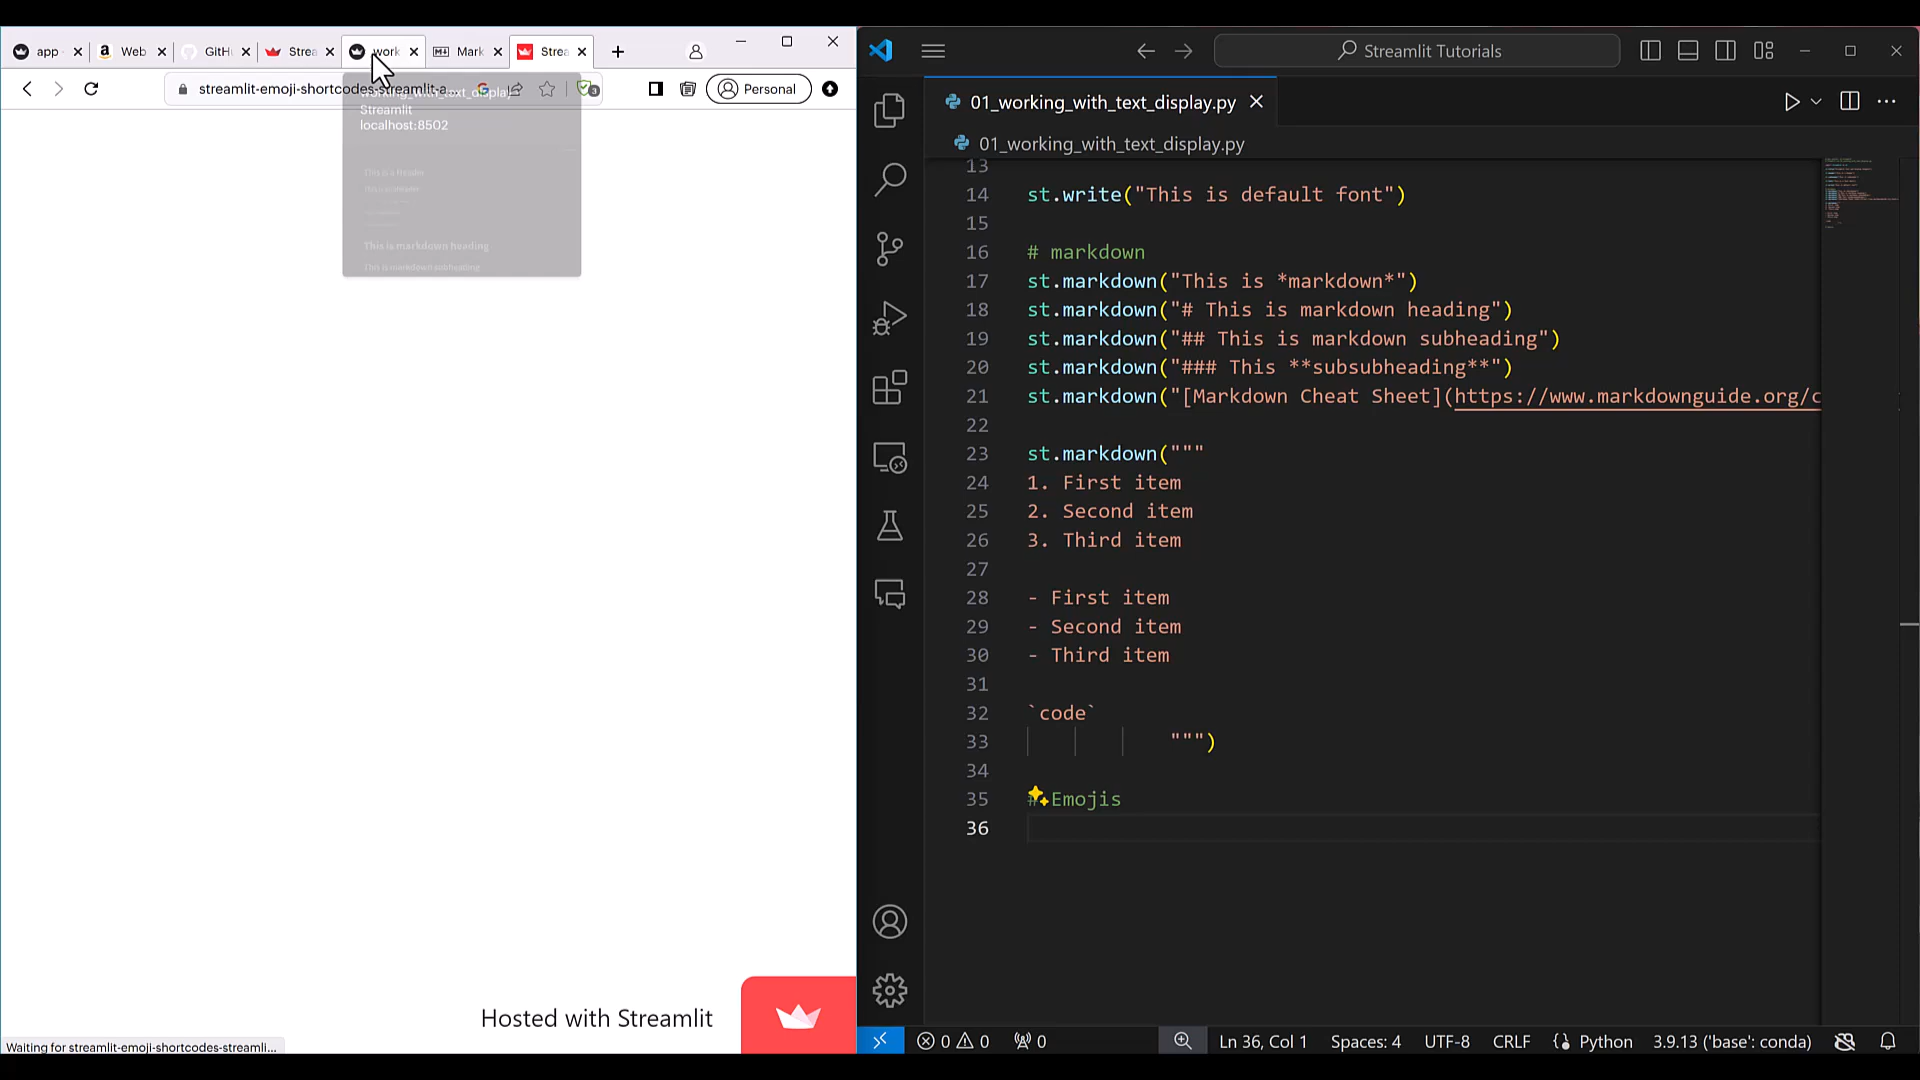 app
Web
GitH
Strea
work
Mark
Strea
streamlit-emoji-shortcodes-streamlit-a
3
Personal
working_with_text_display
Streamlit
localhost:8502
This is a Header
This is markdown heading
This is markdown subheading
Hosted with Streamlit
Waiting for streamlit-emoji-shortcodes-streamli...
Streamlit Tutorials
01_working_with_text_display.py
01_working_with_text_display.py
13
14 st.write("This is default font")
15
16 # markdown
17 st.markdown("This is *markdown*")
18 st.markdown("# This is markdown heading")
19 st.markdown("## This is markdown subheading")
20 st.markdown("### This **subsubheading**")
21 st.markdown("[Markdown Cheat Sheet](https://www.markdownguide.org/c
22
23 st.markdown("""
24 1. First item
25 2. Second item
26 3. Third item
27
28 - First item
29 - Second item
30 - Third item
31
32 `code`
33 """)
34
35 # Emojis
36
0 0 0 Ln 36, Col 1 Spaces: 4 UTF-8 CRLF Python 3.9.13 ('base': conda)